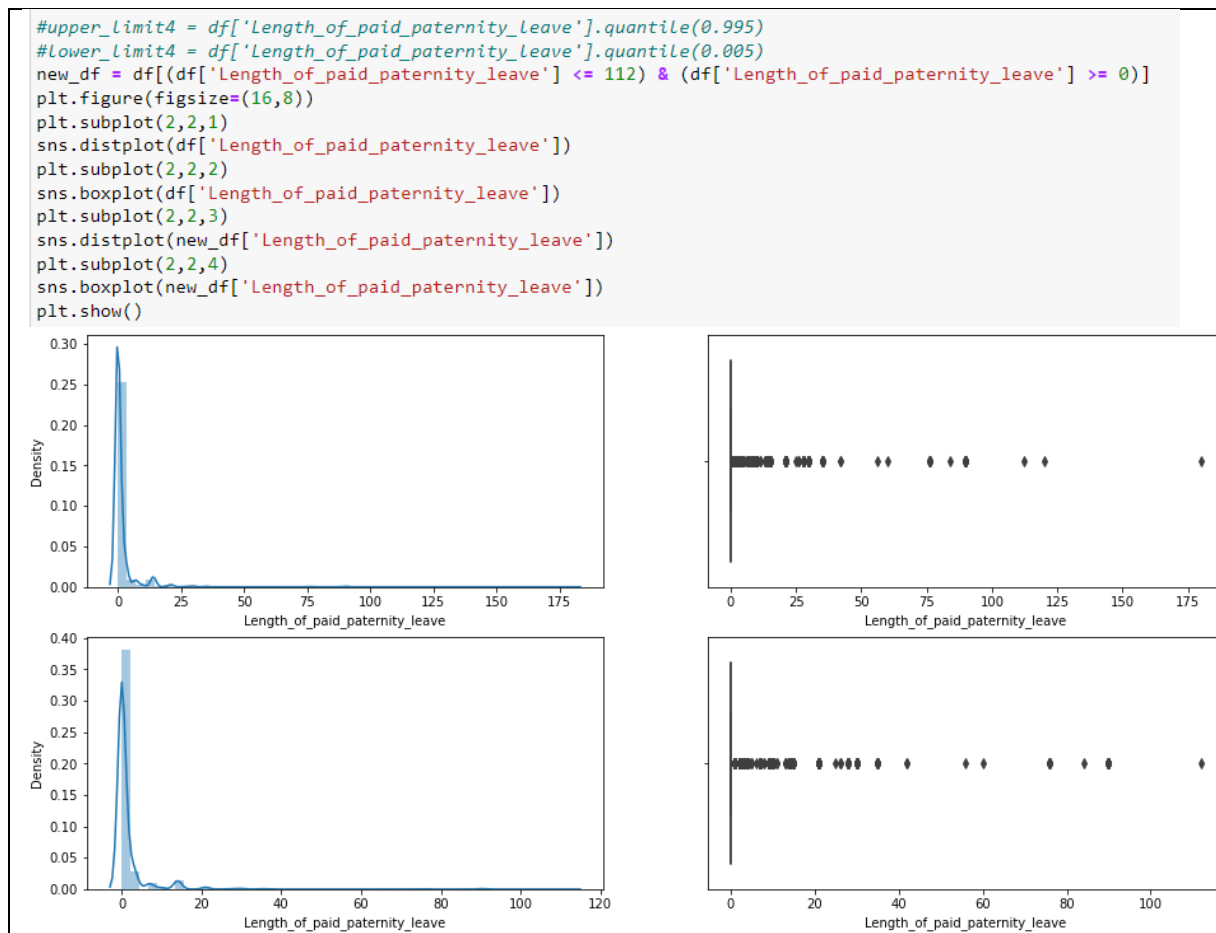 #upper_limit4 = df['Length_of_paid_paternity_leave'].quantile(0.995)
#lower_limit4 = df['Length_of_paid_paternity_leave'].quantile(0.005)
new_df = df[(df['Length_of_paid_paternity_leave'] <= 112) & (df['Length_of_paid_paternity_leave'] >= 0)]
plt.figure(figsize=(16,8))
plt.subplot(2,2,1)
sns.distplot(df['Length_of_paid_paternity_leave'])
plt.subplot(2,2,2)
sns.boxplot(df['Length_of_paid_paternity_leave'])
plt.subplot(2,2,3)
sns.distplot(new_df['Length_of_paid_paternity_leave'])
plt.subplot(2,2,4)
sns.boxplot(new_df['Length_of_paid_paternity_leave'])
plt.show()
0.30
0.25
0.20
0.15
0.10
0.05
0.00
Density
0 25 50 75 100 125 150 175
Length_of_paid_paternity_leave
0 25 50 75 100 125 150 175
Length_of_paid_paternity_leave
0.40
0.35
0.30
0.25
0.20
0.15
0.10
0.05
0.00
Density
0 20 40 60 80 100 120
Length_of_paid_paternity_leave
0 20 40 60 80 100
Length_of_paid_paternity_leave